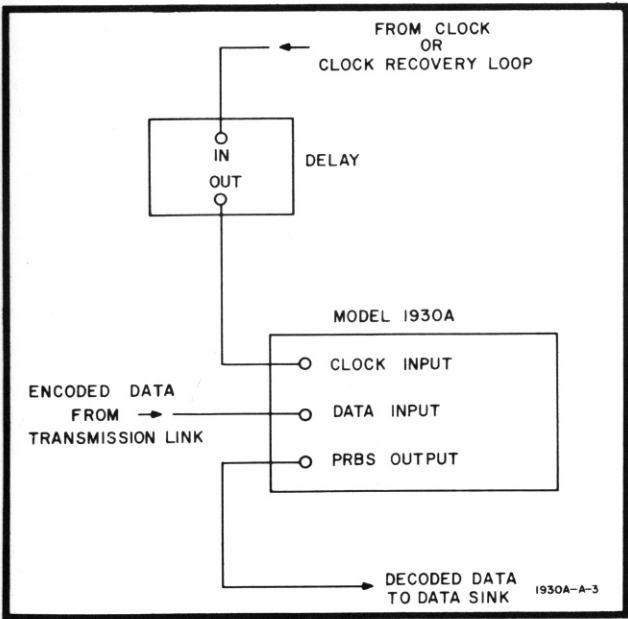 FROM CLOCK
OR
CLOCK RECOVERY LOOP
IN
OUT
DELAY
MODEL 1930A
CLOCK INPUT
ENCODED DATA
FROM
TRANSMISSION LINK
DATA INPUT
PRBS OUTPUT
DECODED DATA
TO DATA SINK
1930A-A-3